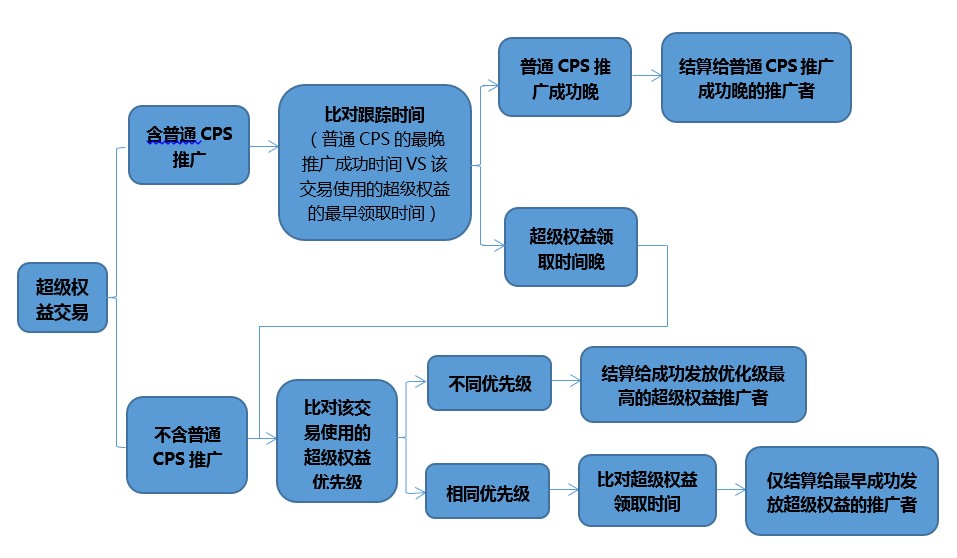 普通 CPS 推
广成功晚
结算给普通 CPS 推广
成功晚的推广者
含普通 CPS
推广
比对跟踪时间
（普通 CPS 的最晚
推广成功时间 VS 该
交易使用的超级权益
的最早领取时间）
超级权益领
取时间晚
超级权
益交易
不含普通
CPS 推广
比对该交
易使用的
超级权益
优先级
不同优先级
结算给成功发放优化级最
高的超级权益推广者
相同优先级
比对超级权益
领取时间
仅结算给最早成功发
放超级权益的推广者